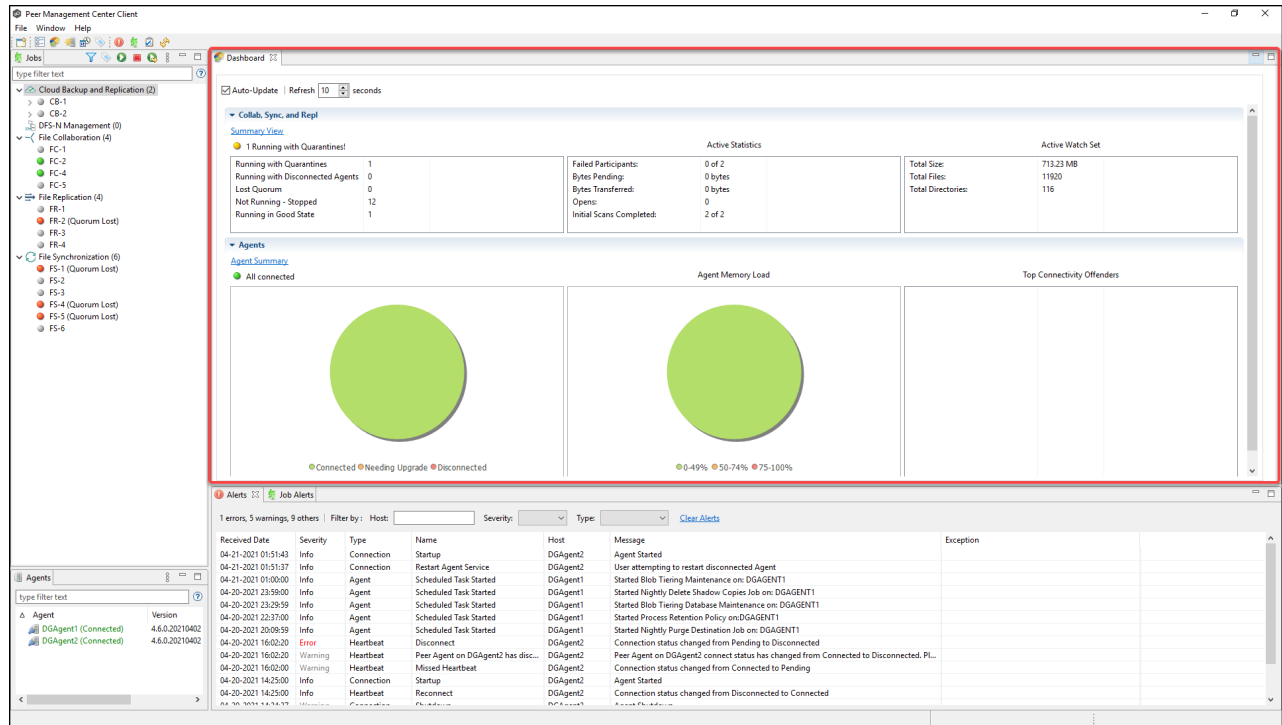 Peer Management Center Client
File Window Help
Jobs
type filter text
Cloud Backup and Replication (2)
CB-1
CB-2
DFS-N Management (0)
File Collaboration (4)
FC-1
FC-2
FC-4
FC-5
File Replication (4)
FR-1
FR-2 (Quorum Lost)
FR-3
FR-4
File Synchronization (6)
FS-1 (Quorum Lost)
FS-2
FS-3
FS-4 (Quorum Lost)
FS-5 (Quorum Lost)
FS-6
Agents
type filter text
Agent Version
DGAgent1 (Connected) 4.6.0.20210402
DGAgent2 (Connected) 4.6.0.20210402
Dashboard
Auto-Update Refresh 10 seconds
Collab, Sync, and Repl
Summary View
1 Running with Quarantines! Active Statistics Active Watch Set
Running with Quarantines 1
Running with Disconnected Agents 0
Lost Quorum 0
Not Running - Stopped 12
Running in Good State 1
Failed Participants: 0 of 2
Bytes Pending: 0 bytes
Bytes Transferred: 0 bytes
Opens: 0
Initial Scans Completed: 2 of 2
Total Size: 713.23 MB
Total Files: 11920
Total Directories: 116
Agents
Agent Summary
All connected Agent Memory Load Top Connectivity Offenders
Connected Needing Upgrade Disconnected
0-49% 50-74% 75-100%
Alerts Job Alerts
1 errors, 5 warnings, 9 others | Filter by : Host: Severity: Type: Clear Alerts
Received Date Severity Type Name Host Message Exception
04-21-2021 01:51:43 Info Connection Startup DGAgent2 Agent Started
04-21-2021 01:51:37 Info Connection Restart Agent Service DGAgent2 User attempting to restart disconnected Agent
04-21-2021 01:00:00 Info Agent Scheduled Task Started DGAgent1 Started Blob Tiering Maintenance on: DGAGENT1
04-20-2021 23:59:00 Info Agent Scheduled Task Started DGAgent1 Started Nightly Delete Shadow Copies Job on: DGAGENT1
04-20-2021 23:29:59 Info Agent Scheduled Task Started DGAgent1 Started Blob Tiering Database Maintenance on: DGAGENT1
04-20-2021 22:37:00 Info Agent Scheduled Task Started DGAgent1 Started Process Retention Policy on:DGAGENT1
04-20-2021 20:09:59 Info Agent Scheduled Task Started DGAgent1 Started Nightly Purge Destination Job on: DGAGENT1
04-20-2021 16:02:20 Error Heartbeat Disconnect DGAgent2 Connection status changed from Pending to Disconnected
04-20-2021 16:02:20 Warning Heartbeat Peer Agent on DGAgent2 has disc... DGAgent2 Peer Agent on DGAgent2 connect status has changed from Connected to Disconnected. Pl...
04-20-2021 16:02:00 Warning Heartbeat Missed Heartbeat DGAgent2 Connection status changed from Connected to Pending
04-20-2021 14:25:00 Info Connection Startup DGAgent2 Agent Started
04-20-2021 14:25:00 Info Heartbeat Reconnect DGAgent2 Connection status changed from Disconnected to Connected